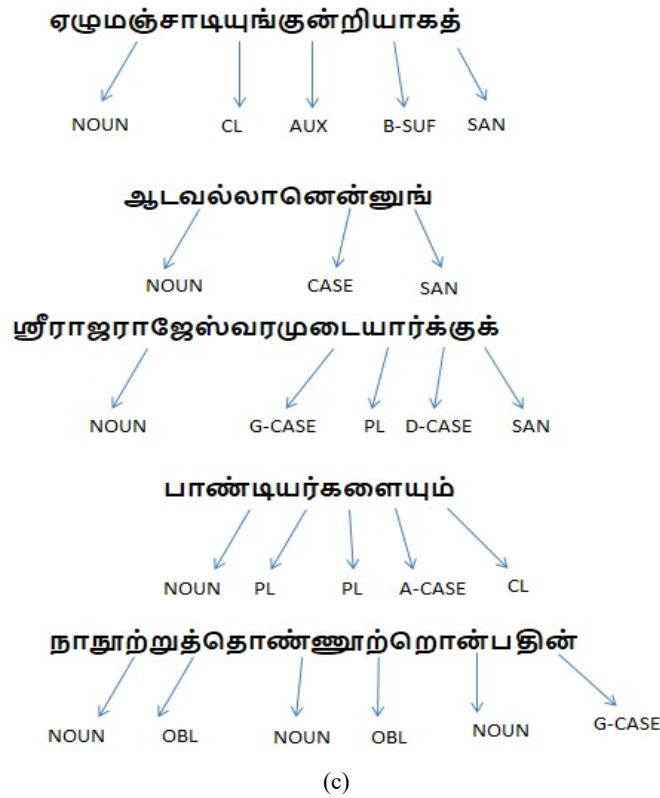 ஏழுமஞ்சாடியுங்குன்றியாகத்
NOUN CL AUX B-SUF SAN
ஆடவல்லானென்னுங்
NOUN CASE SAN
ஸ்ரீராஜராஜேஸ்வரமுடையார்க்குக்
NOUN G-CASE PL D-CASE SAN
பாண்டியர்களையும்
NOUN PL PL A-CASE CL
நாநூற்றுத்தொண்ணூற்றொன்பதின்
NOUN OBL NOUN OBL NOUN G-CASE
(c)